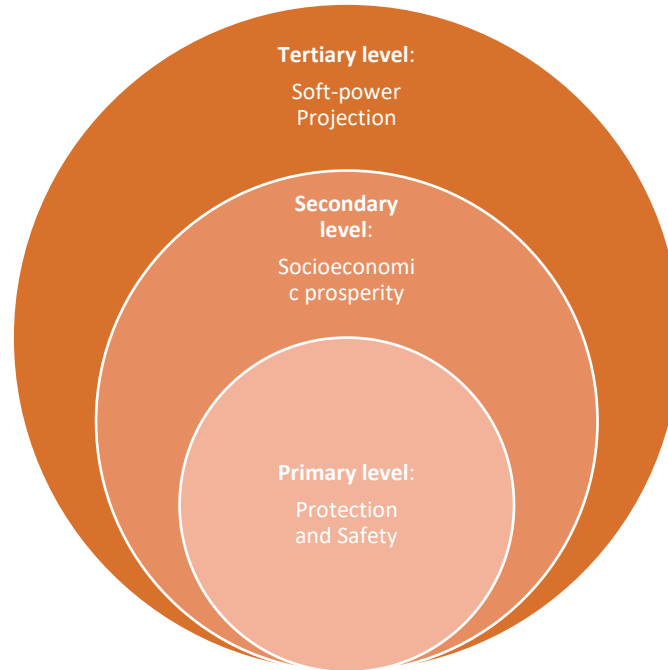 Tertiary level:
Soft-power
Projection
Secondary
level:
Socioeconomi
c prosperity
Primary level:
Protection
and Safety